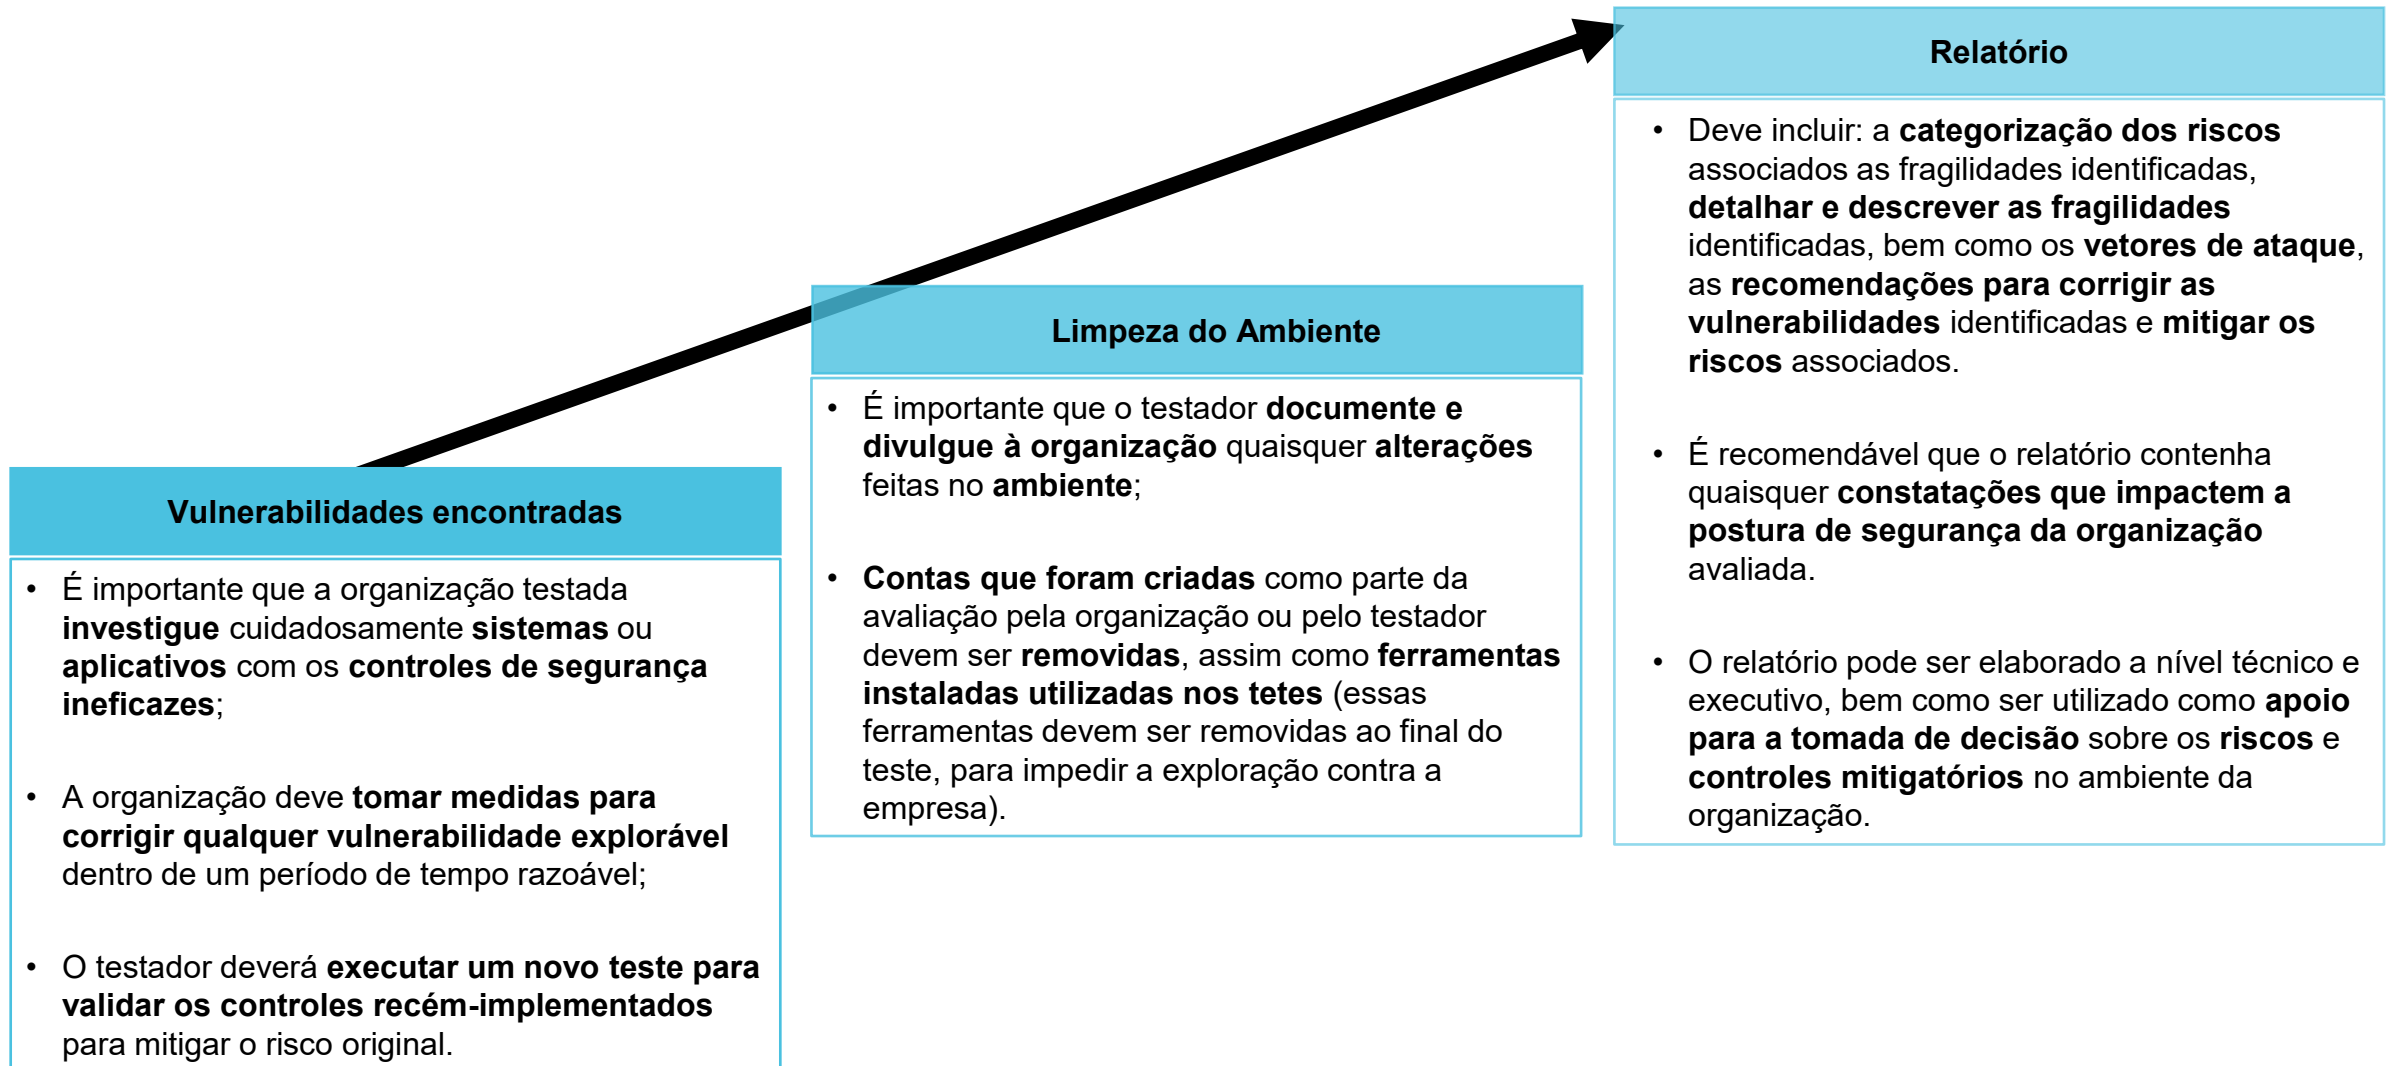 Vulnerabilidades encontradas
• É importante que a organização testada
investigue cuidadosamente sistemas ou
aplicativos com os controles de segurança
ineficazes;
• A organização deve tomar medidas para
corrigir qualquer vulnerabilidade explorável
dentro de um período de tempo razoável;
• O testador deverá executar um novo teste para
validar os controles recém-implementados
para mitigar o risco original.
Limpeza do Ambiente
• É importante que o testador documente e
divulgue à organização quaisquer alterações
feitas no ambiente;
• Contas que foram criadas como parte da
avaliação pela organização ou pelo testador
devem ser removidas, assim como ferramentas
instaladas utilizadas nos tetes (essas
ferramentas devem ser removidas ao final do
teste, para impedir a exploração contra a
empresa).
Relatório
• Deve incluir: a categorização dos riscos
associados as fragilidades identificadas,
detalhar e descrever as fragilidades
identificadas, bem como os vetores de ataque,
as recomendações para corrigir as
vulnerabilidades identificadas e mitigar os
riscos associados.
• É recomendável que o relatório contenha
quaisquer constatações que impactem a
postura de segurança da organização
avaliada.
• O relatório pode ser elaborado a nível técnico e
executivo, bem como ser utilizado como apoio
para a tomada de decisão sobre os riscos e
controles mitigatórios no ambiente da
organização.